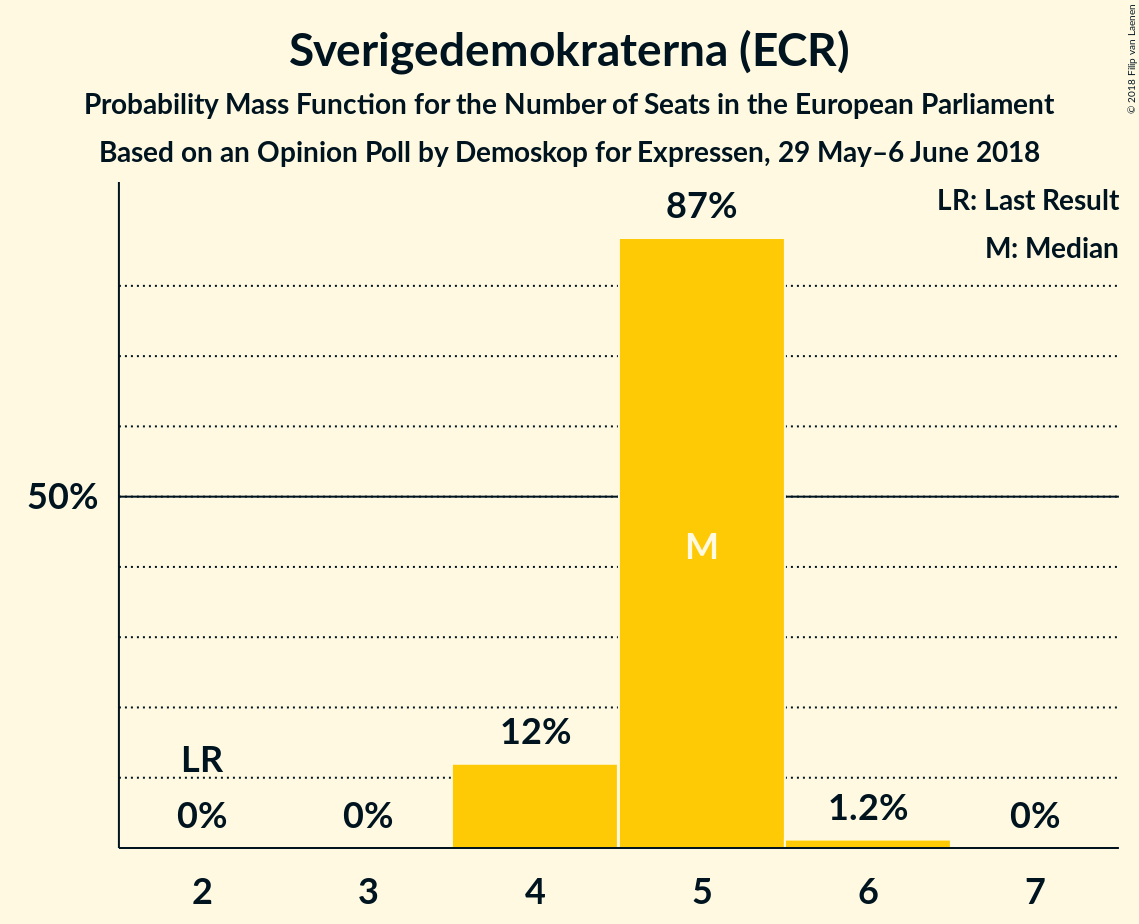 Sverigedemokraterna (ECR)
Probability Mass Function for the Number of Seats in the European Parliament
Based on an Opinion Poll by Demoskop for Expressen, 29 May–6 June 2018
© 2018 Filip van Laenen
LR: Last Result
M: Median
87%
50%
M
12%
LR
0%
0%
1.2%
0%
2
3
4
5
6
7